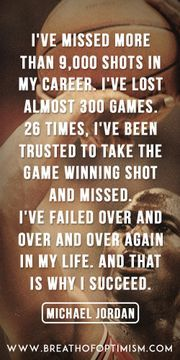 I'VE MISSED MORE
THAN 9,000 SHOTS IN
MY CAREER. I'VE LOST
ALMOST 300 GAMES.
26 TIMES, I'VE BEEN
TRUSTED TO TAKE THE
GAME WINNING SHOT
AND MISSED.
I'VE FAILED OVER AND
OVER AND OVER AGAIN
IN MY LIFE. AND THAT
IS WHY I SUCCEED.
MICHAEL JORDAN
WWW.BREATHOFOPTIMISM.COM